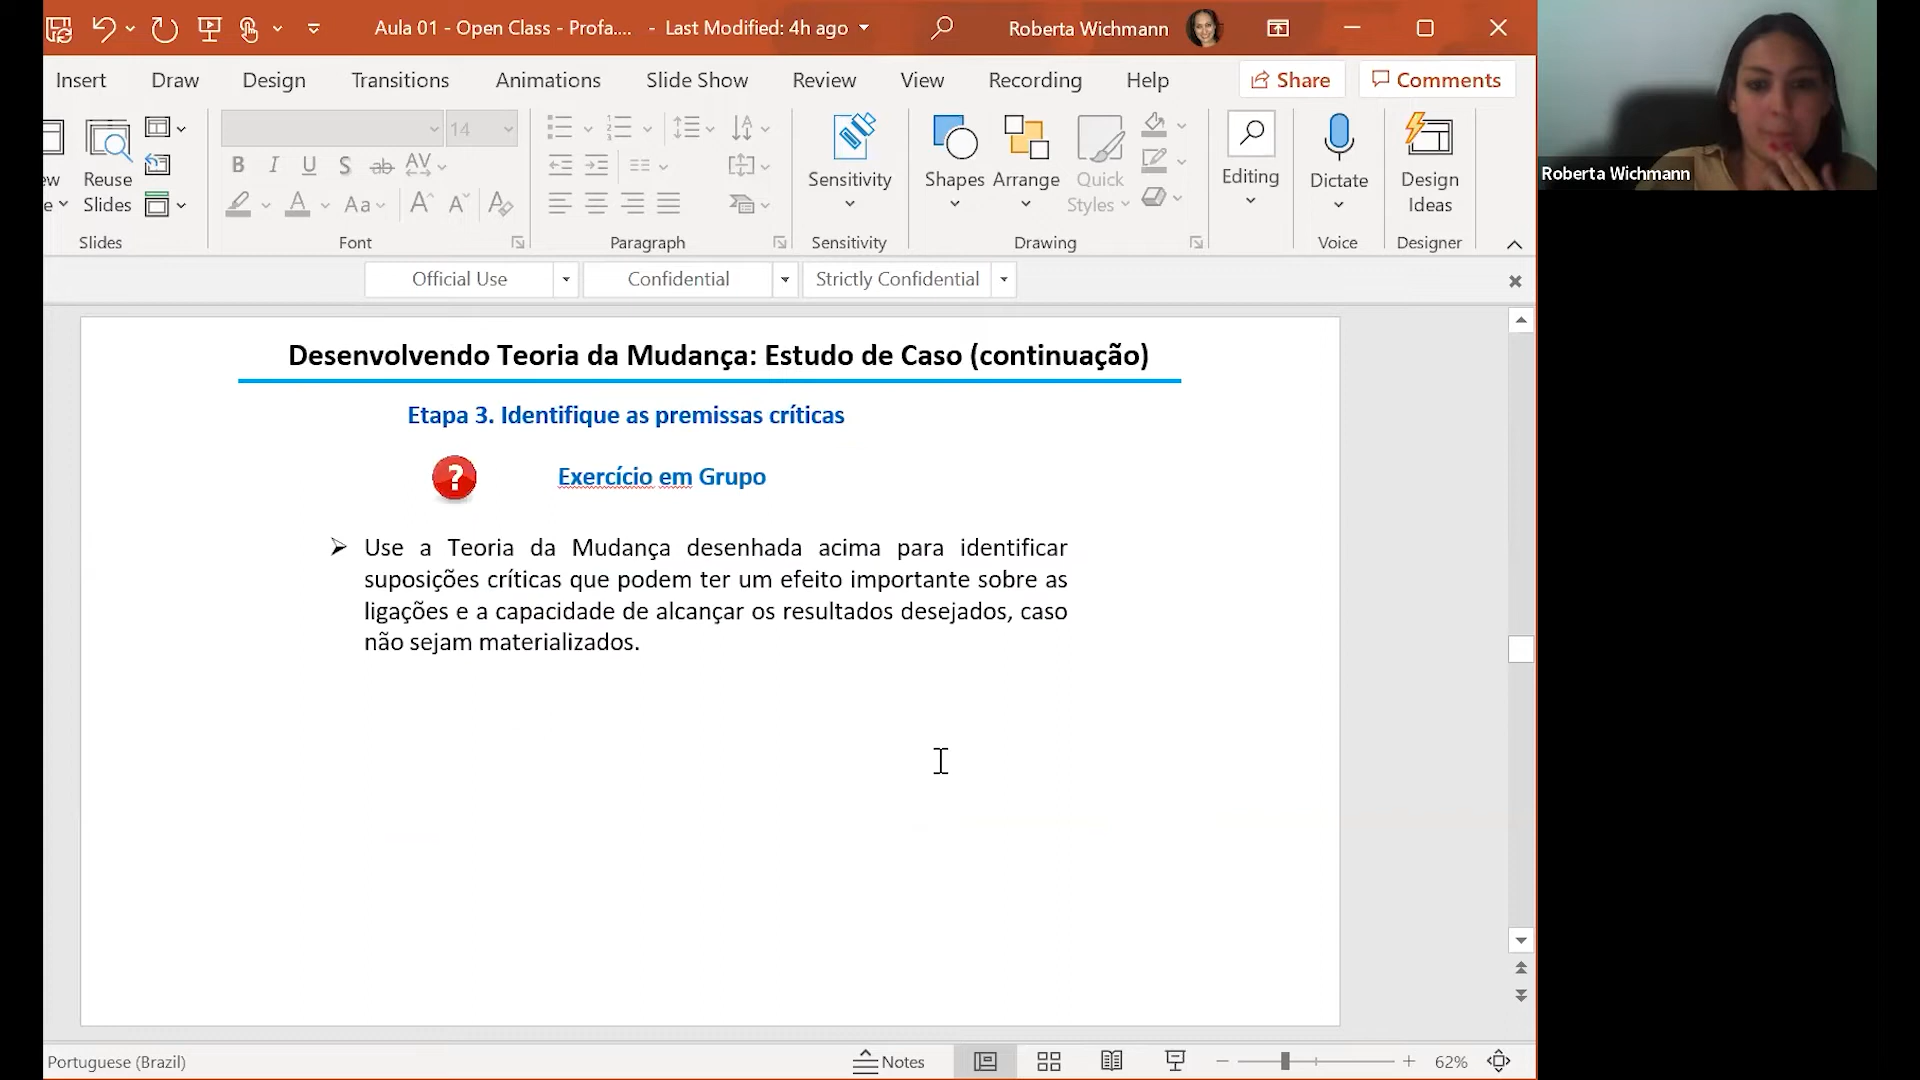 Aula 01 - Open Class - Profa.... - Last Modified: 4h ago
Roberta Wichmann
Insert Draw Design Transitions Animations Slide Show Review View Recording Help Share Comments
14
Reuse Slides
Sensitivity
Shapes
Arrange
Quick Styles
Editing
Dictate
Design Ideas
Slides Font Paragraph Sensitivity Drawing Voice Designer
Official Use Confidential Strictly Confidential
Desenvolvendo Teoria da Mudança: Estudo de Caso (continuação)
Etapa 3. Identifique as premissas críticas
?
Exercício em Grupo
Use a Teoria da Mudança desenhada acima para identificar
suposições críticas que podem ter um efeito importante sobre as
ligações e a capacidade de alcançar os resultados desejados, caso
não sejam materializados.
Portuguese (Brazil)
Notes
62%
Roberta Wichmann